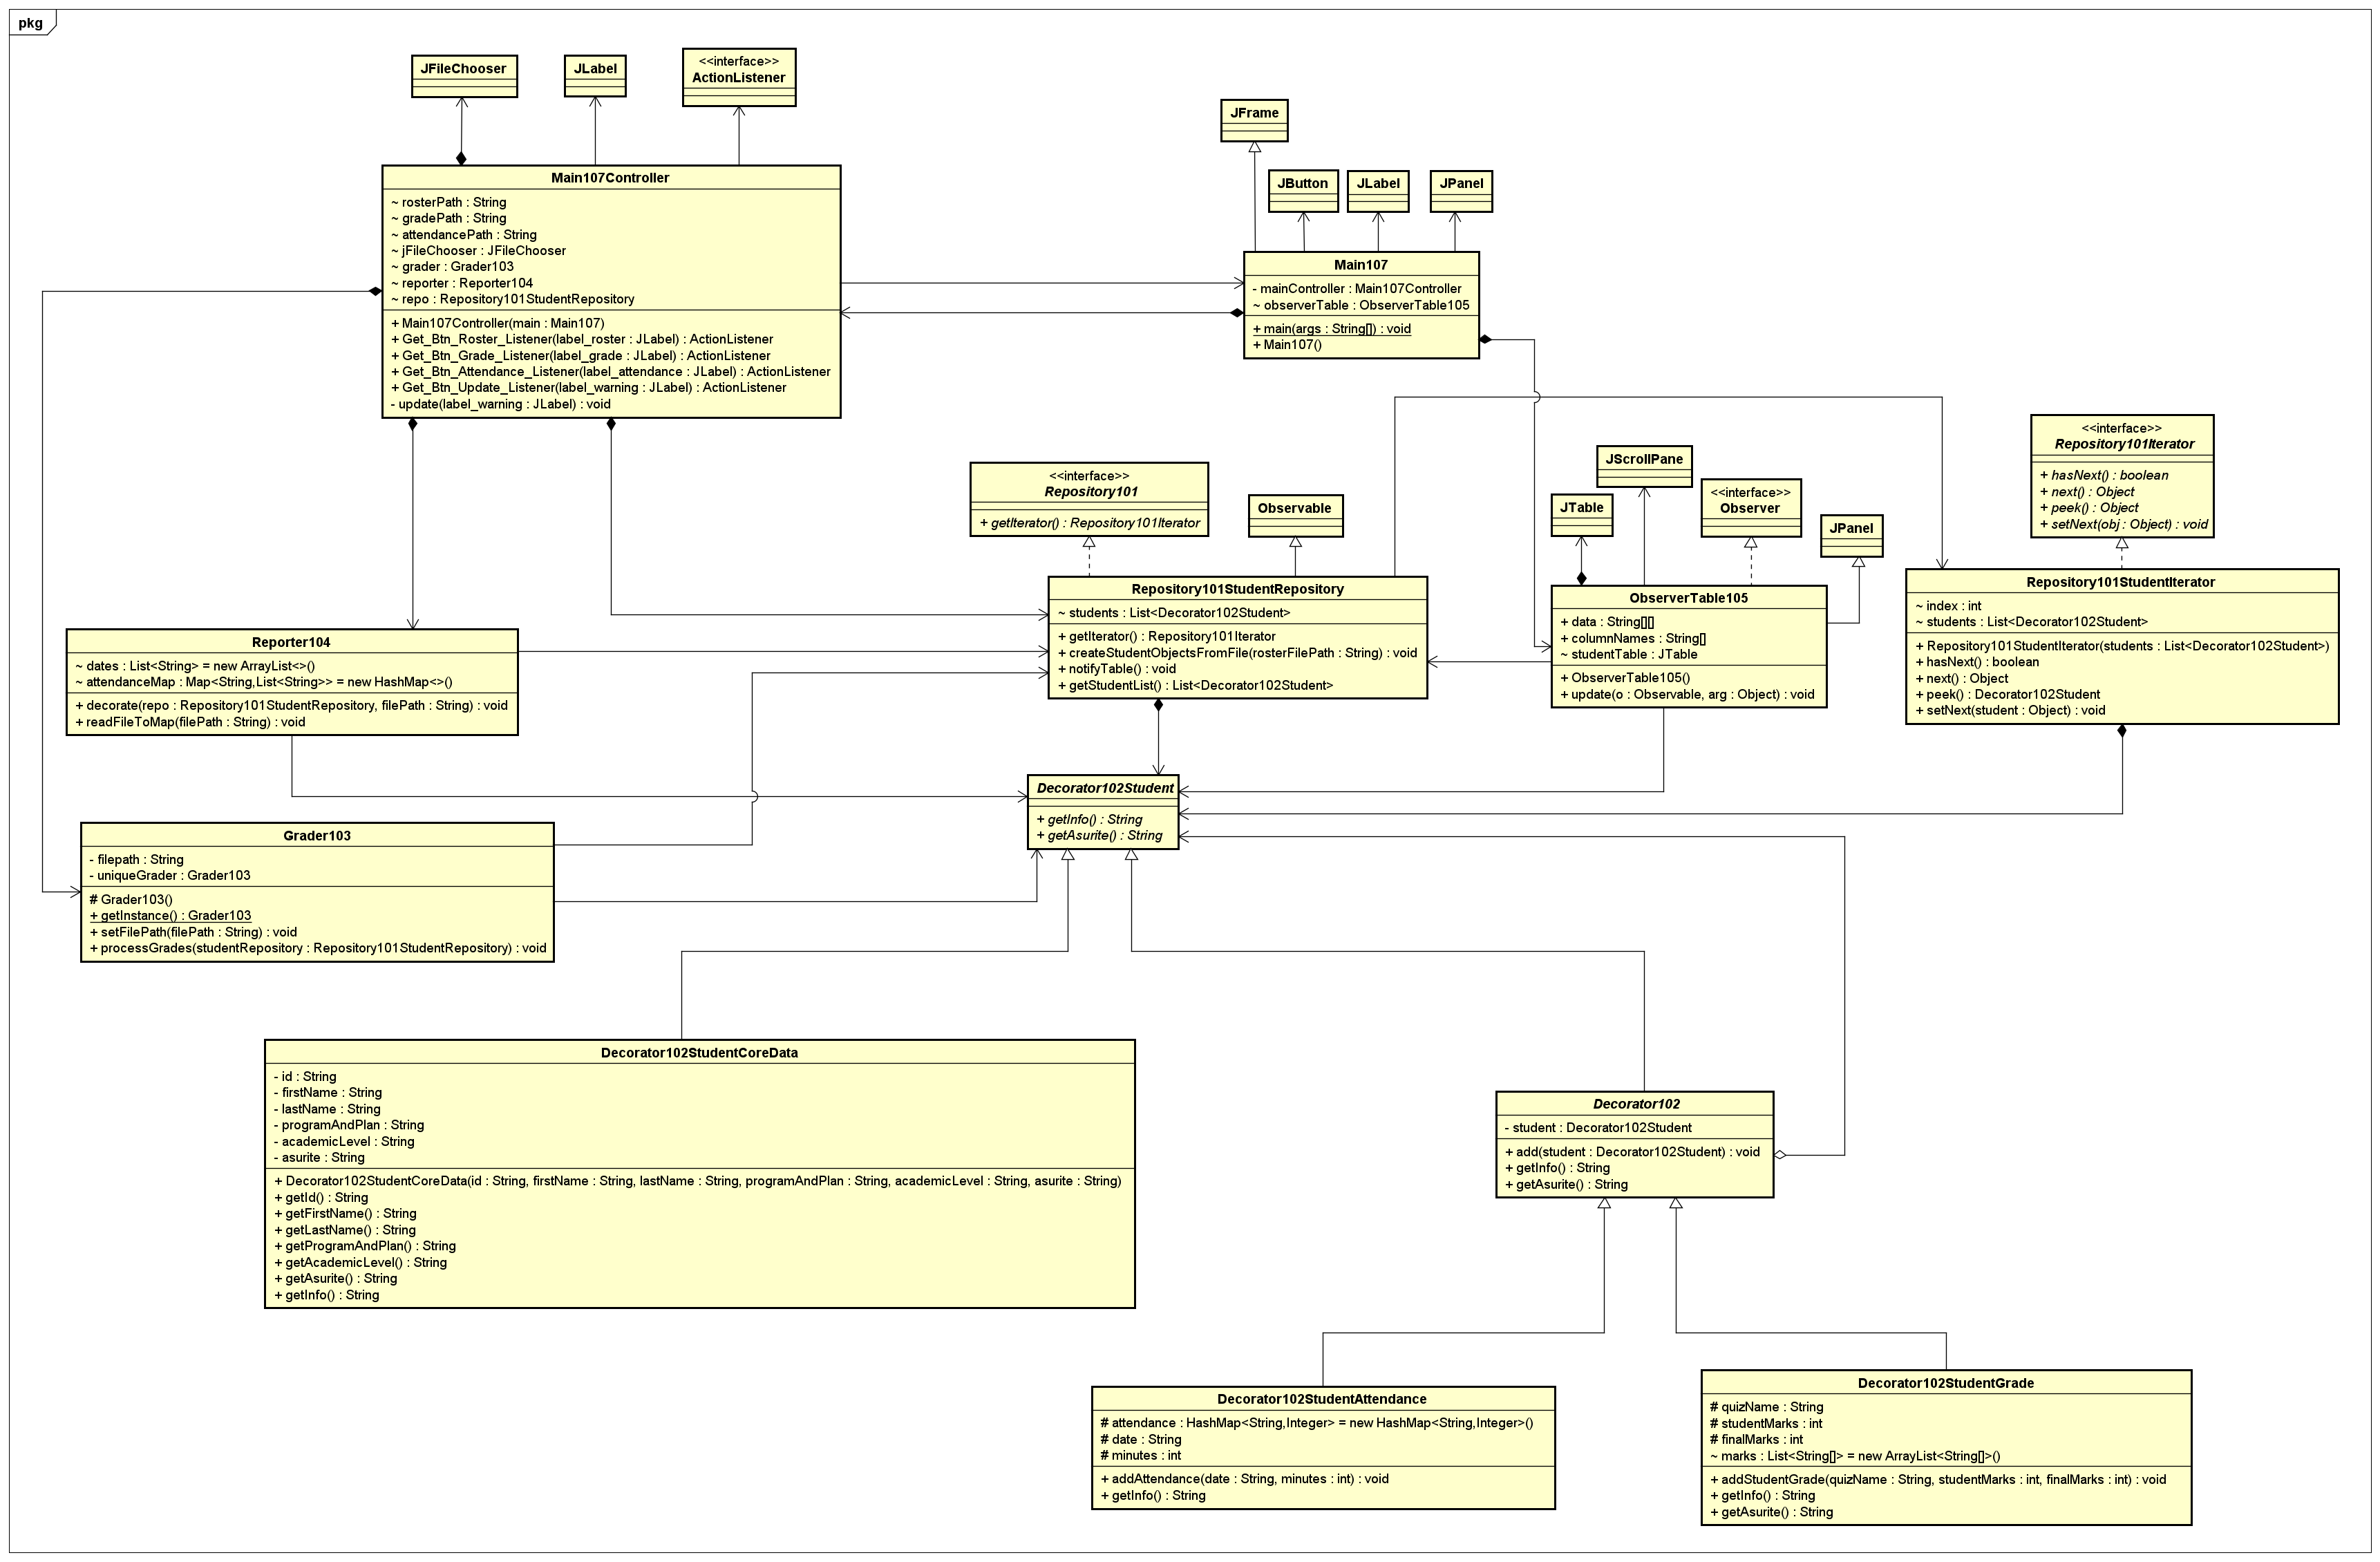 pkg
JFileChooser
JLabel
<<interface>>
ActionListener
Main107Controller
~ rosterPath : String
~ gradePath : String
~ attendancePath : String
~ jFileChooser : JFileChooser
~ grader : Grader103
~ reporter : Reporter104
~ repo : Repository101StudentRepository
+ Main107Controller(main : Main107)
+ Get_Btn_Roster_Listener(label_roster : JLabel) : ActionListener
+ Get_Btn_Grade_Listener(label_grade : JLabel) : ActionListener
+ Get_Btn_Attendance_Listener(label_attendance : JLabel) : ActionListener
+ Get_Btn_Update_Listener(label_warning : JLabel) : ActionListener
- update(label_warning : JLabel) : void
JFrame
JButton
JLabel
JPanel
Main107
- mainController : Main107Controller
~ observerTable : ObserverTable105
+ main(args : String[]) : void
+ Main107()
<<interface>>
Repository101
+ getIterator() : Repository101Iterator
Observable
Repository101StudentRepository
~ students : List<Decorator102Student>
+ getIterator() : Repository101Iterator
+ createStudentObjectsFromFile(rosterFilePath : String) : void
+ notifyTable() : void
+ getStudentList() : List<Decorator102Student>
JScrollPane
JTable
<<interface>>
Observer
JPanel
ObserverTable105
+ data : String[][]
+ columnNames : String[]
~ studentTable : JTable
+ ObserverTable105()
+ update(o : Observable, arg : Object) : void
<<interface>>
Repository101Iterator
+ hasNext() : boolean
+ next() : Object
+ peek() : Object
+ setNext(obj : Object) : void
Repository101StudentIterator
~ index : int
~ students : List<Decorator102Student>
+ Repository101StudentIterator(students : List<Decorator102Student>)
+ hasNext() : boolean
+ next() : Object
+ peek() : Decorator102Student
+ setNext(student : Object) : void
Reporter104
~ dates : List<String> = new ArrayList<>()
~ attendanceMap : Map<String,List<String>> = new HashMap<>()
+ decorate(repo : Repository101StudentRepository, filePath : String) : void
+ readFileToMap(filePath : String) : void
Decorator102Student
+ getInfo() : String
+ getAsurite() : String
Grader103
- filepath : String
- uniqueGrader : Grader103
# Grader103()
+ getInstance() : Grader103
+ setFilePath(filePath : String) : void
+ processGrades(studentRepository : Repository101StudentRepository) : void
Decorator102StudentCoreData
- id : String
- firstName : String
- lastName : String
- programAndPlan : String
- academicLevel : String
- asurite : String
+ Decorator102StudentCoreData(id : String, firstName : String, lastName : String, programAndPlan : String, academicLevel : String, asurite : String)
+ getId() : String
+ getFirstName() : String
+ getLastName() : String
+ getProgramAndPlan() : String
+ getAcademicLevel() : String
+ getAsurite() : String
+ getInfo() : String
Decorator102
- student : Decorator102Student
+ add(student : Decorator102Student) : void
+ getInfo() : String
+ getAsurite() : String
Decorator102StudentAttendance
# attendance : HashMap<String,Integer> = new HashMap<String,Integer>()
# date : String
# minutes : int
+ addAttendance(date : String, minutes : int) : void
+ getInfo() : String
Decorator102StudentGrade
# quizName : String
# studentMarks : int
# finalMarks : int
~ marks : List<String[]> = new ArrayList<String[]>()
+ addStudentGrade(quizName : String, studentMarks : int, finalMarks : int) : void
+ getInfo() : String
+ getAsurite() : String